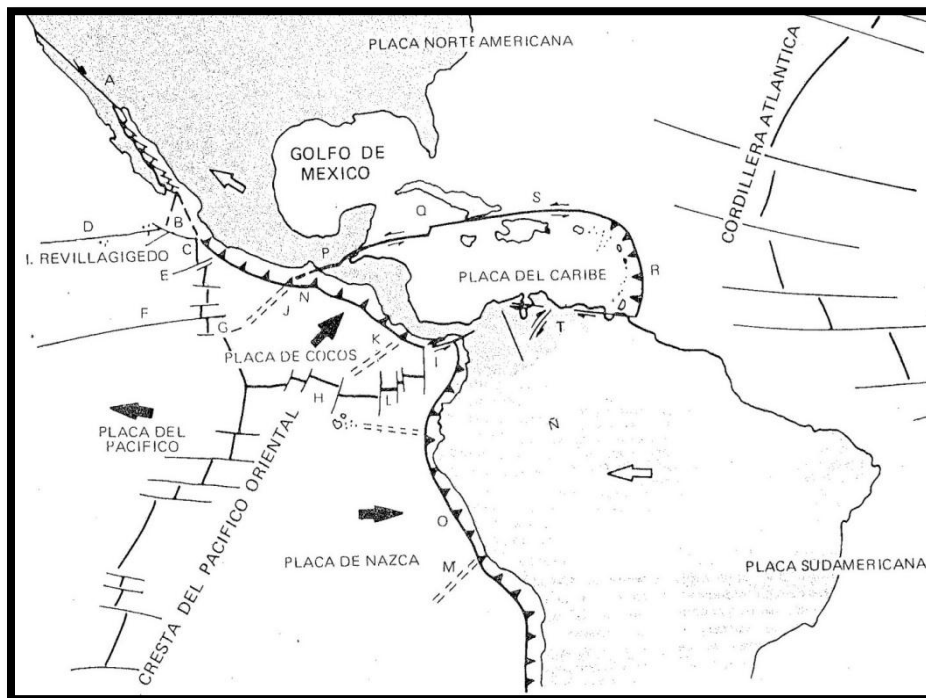 PLACA NORTEAMERICANA
CORDILLERA ATLANTICA
A
GOLFO DE
MEXICO
Q
S
D
B
I. REVILLAGIGEDO
C
P
PLACA DEL CARIBE
R
E
N
F
J
T
G
K
PLACA DE COCOS
I
H
L
Ñ
PLACA DEL
PACIFICO
CRESTA DEL PACIFICO ORIENTAL
O
PLACA DE NAZCA
M
PLACA SUDAMERICANA